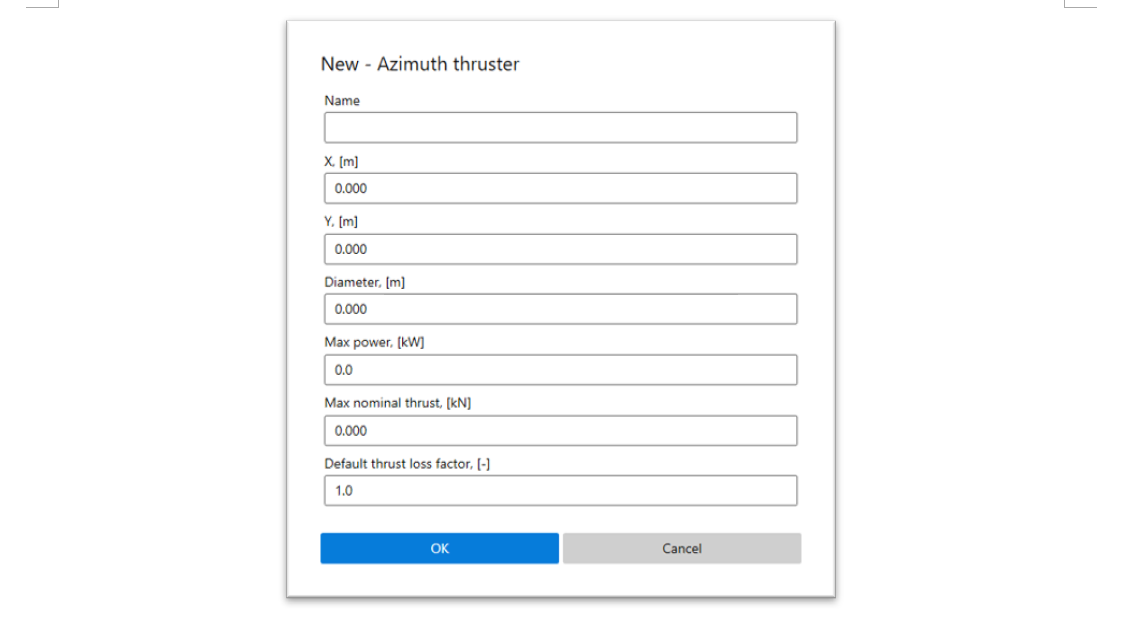 New - Azimuth thruster
Name
X, [m]
0.000
Y, [m]
0.000
Diameter, [m]
0.000
Max power, [kW]
0.0
Max nominal thrust, [kN]
0.000
Default thrust loss factor, [-]
1.0
OK
Cancel